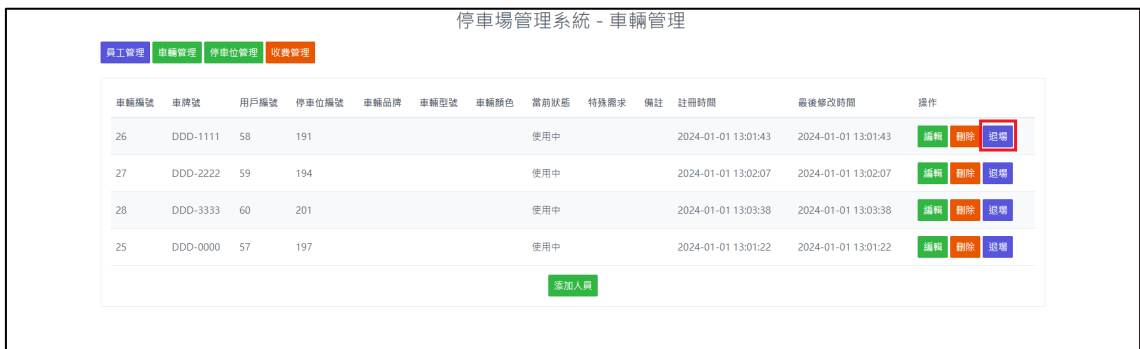 停車場管理系統 - 車輛管理
員工管理 車輛管理 停車位管理 收費管理
車輛編號 車牌號 用戶編號 停車位編號 車輛品牌 車輛型號 車輛顏色 當前狀態 特殊需求 備註 註冊時間 最後修改時間 操作
26 DDD-1111 58 191 使用中 2024-01-01 13:01:43 2024-01-01 13:01:43 編輯 刪除 退場
27 DDD-2222 59 194 使用中 2024-01-01 13:02:07 2024-01-01 13:02:07 編輯 刪除 退場
28 DDD-3333 60 201 使用中 2024-01-01 13:03:38 2024-01-01 13:03:38 編輯 刪除 退場
25 DDD-0000 57 197 使用中 2024-01-01 13:01:22 2024-01-01 13:01:22 編輯 刪除 退場
添加人員